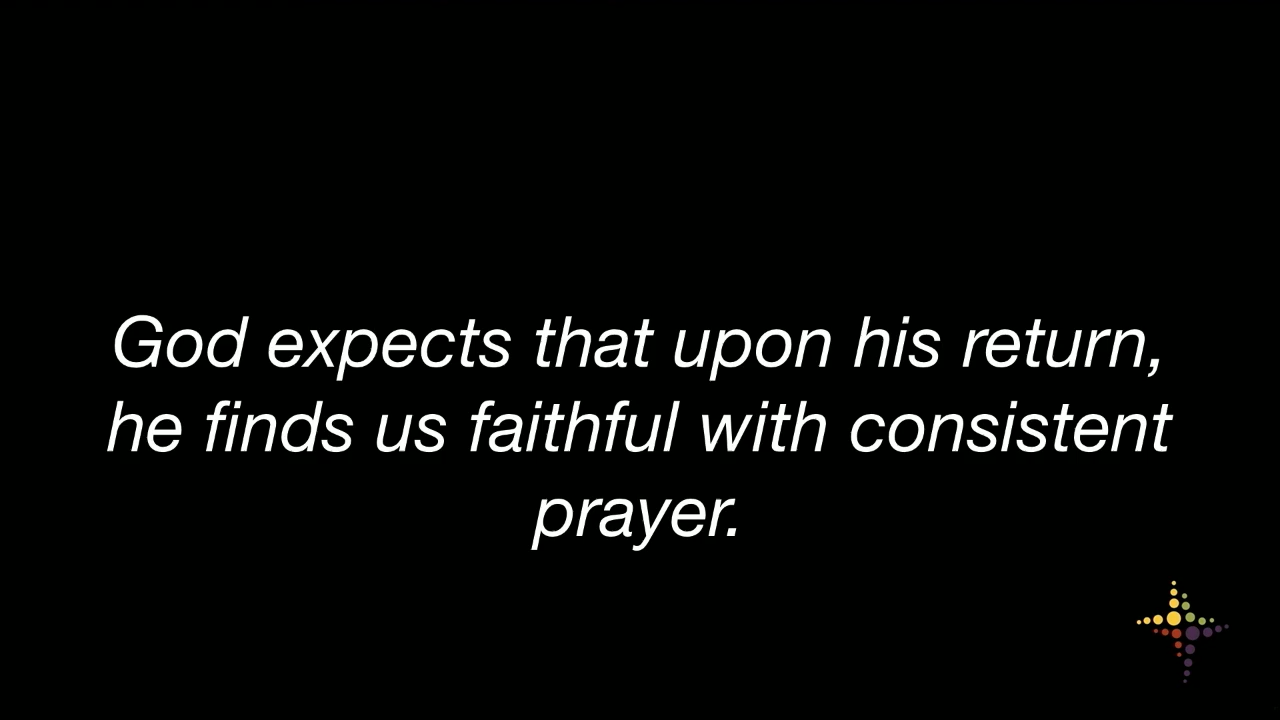 God expects that upon his return,
he finds us faithful with consistent
prayer.